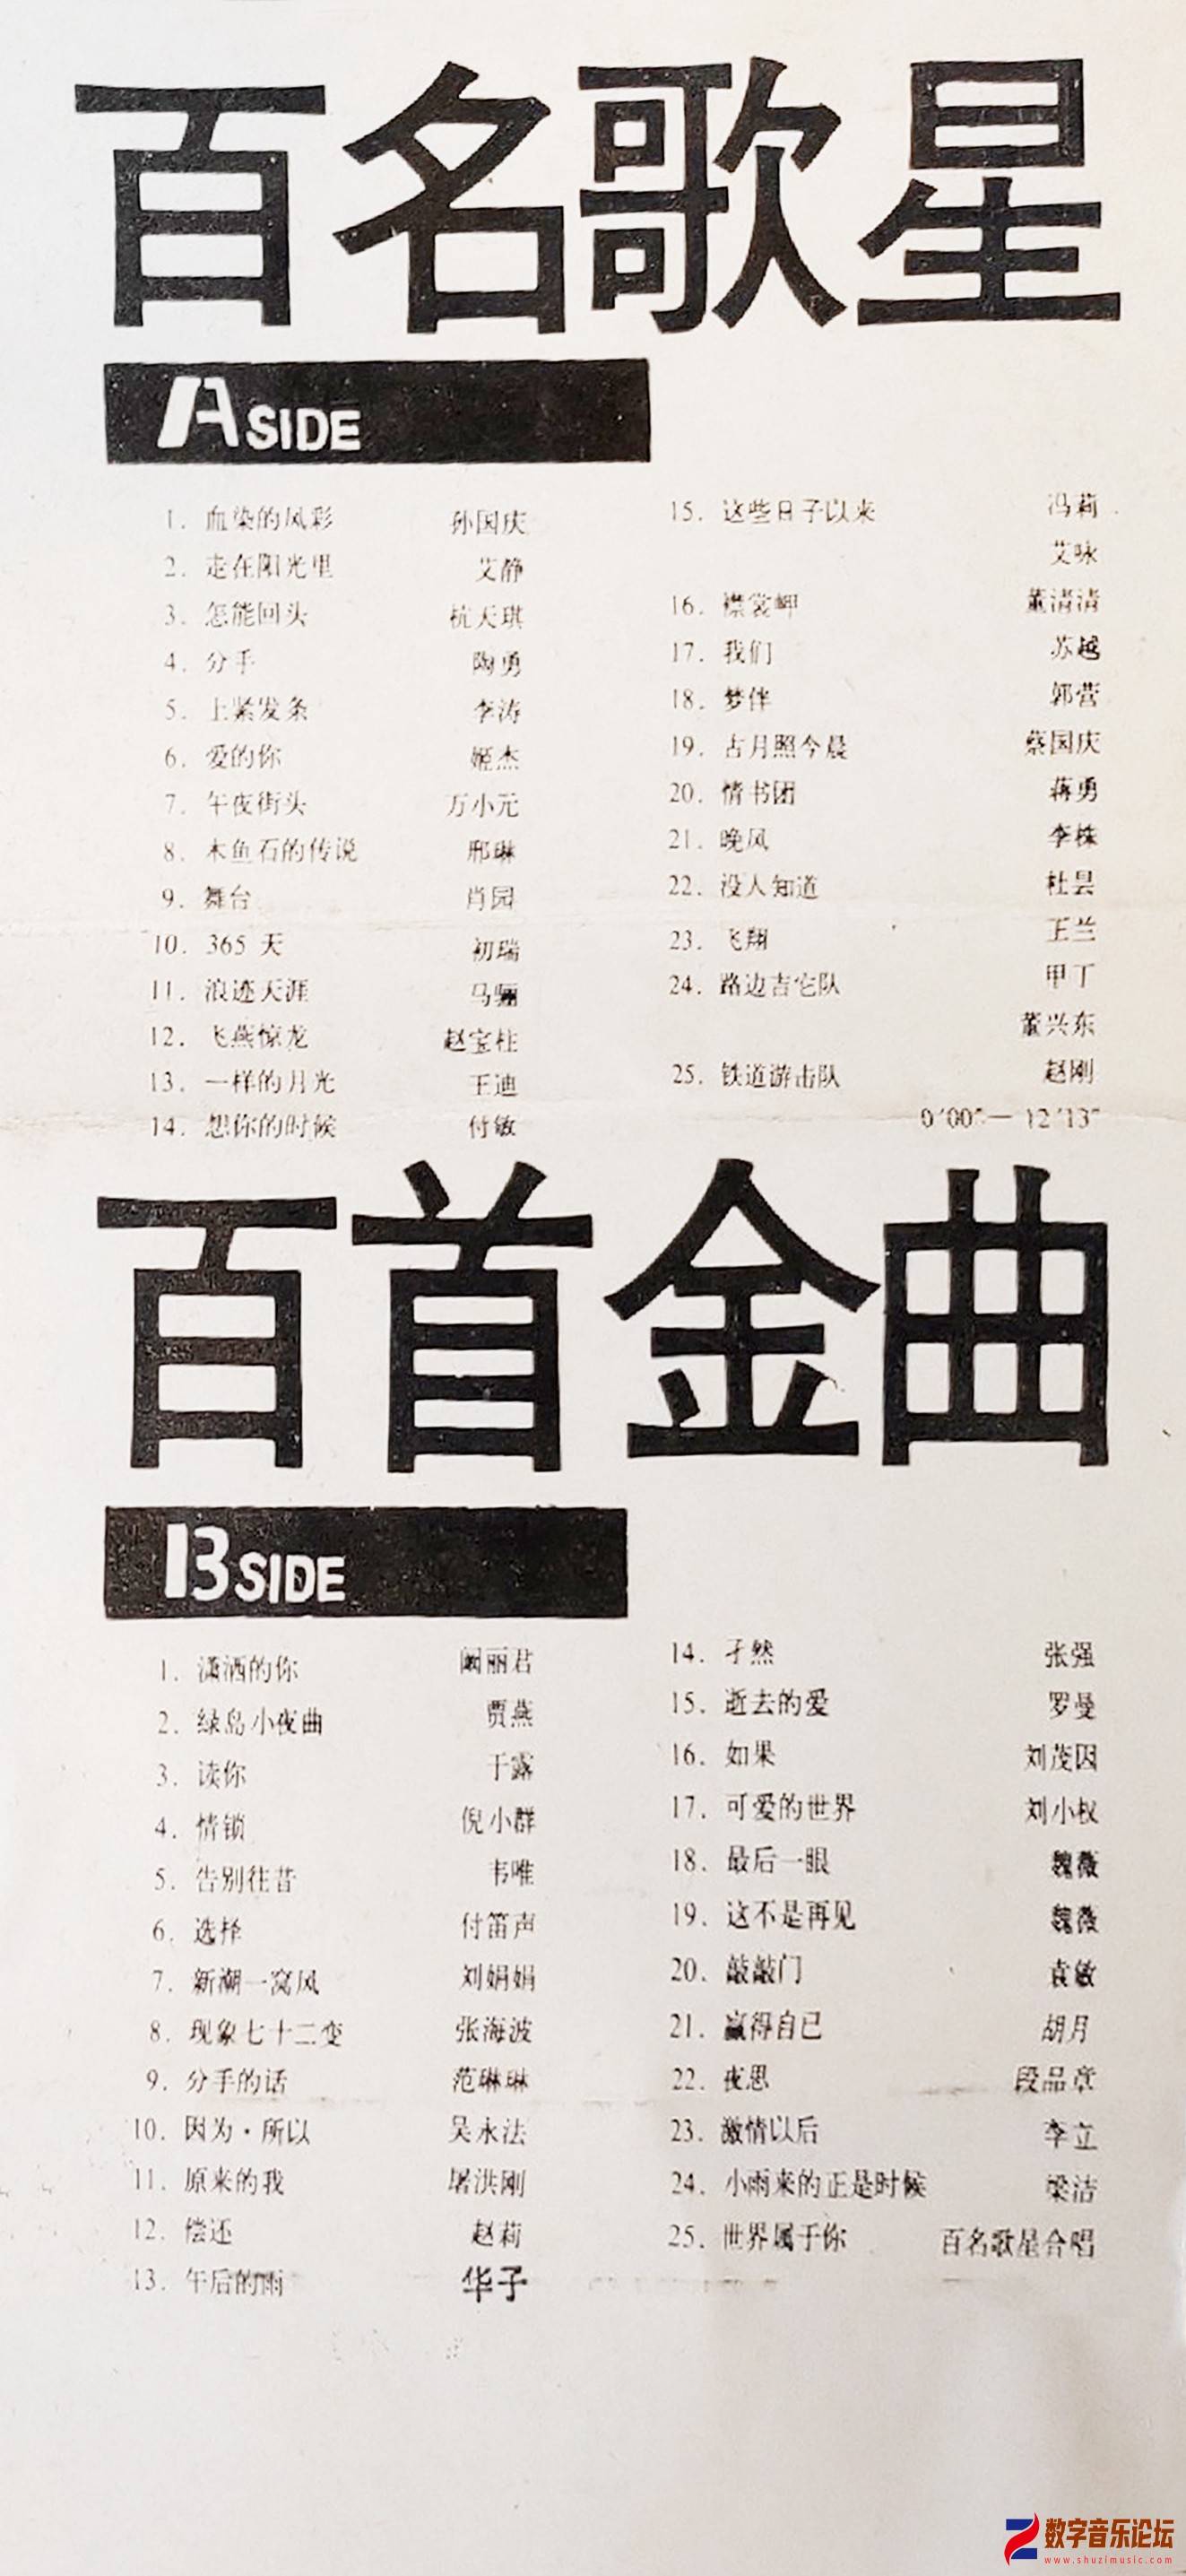 百名歌星
A SIDE
1. 血染的风彩 孙国庆
2. 走在阳光里 艾静
3. 怎能回头 杭天琪
4. 分手 陶勇
5. 上紧发条 李涛
6. 爱的你 姬杰
7. 午夜街头 万小元
8. 木鱼石的传说 邢琳
9. 舞台 肖园
10. 365 天 初瑞
11. 浪迹天涯 马骊
12. 飞燕惊龙 赵宝柱
13. 一样的月光 王迪
14. 想你的时候 付敏
15. 这些日子以来 冯莉
艾咏
16. 襟裳岬 董清清
17. 我们 苏越
18. 梦伴 郭蓉
19. 古月照今晨 蔡国庆
20. 情书团 蒋勇
21. 晚风 李株
22. 没人知道 杜昙
23. 飞翔 王兰
24. 路边吉它队 甲丁
董兴东
25. 铁道游击队 赵刚
0′00″— 12′13″
百首金曲
B SIDE
1. 潇洒的你 阚丽君
2. 绿岛小夜曲 贾燕
3. 读你 于露
4. 情锁 倪小群
5. 告别往昔 韦唯
6. 选择 付笛声
7. 新潮一窝风 刘娟娟
8. 现象七十二变 张海波
9. 分手的话 范琳琳
10. 因为·所以 吴永法
11. 原来的我 屠洪刚
12. 偿还 赵莉
13. 午后的雨 华子
14. 孑然 张强
15. 逝去的爱 罗曼
16. 如果 刘茂因
17. 可爱的世界 刘小权
18. 最后一眼 魏薇
19. 这不是再见 魏薇
20. 敲敲门 袁敏
21. 赢得自已 胡月
22. 夜思 段品章
23. 激情以后 李立
24. 小雨来的正是时候 梁洁
25. 世界属于你 百名歌星合唱
数字音乐论坛
www.shuzimusic.com